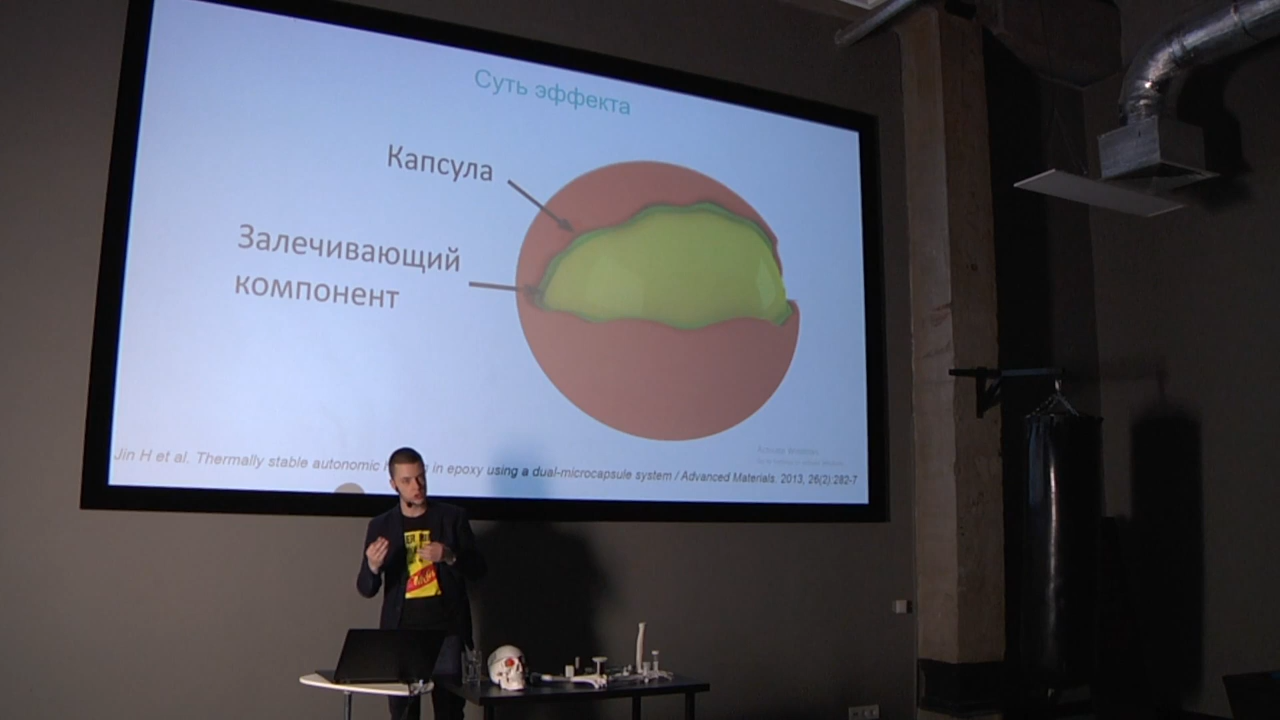 Суть эффекта
Капсула
Залечивающий
компонент
Jin H et al. Thermally stable autonomic in epoxy using a dual-microcapsule system / Advanced Materials. 2013, 26(2):282-7